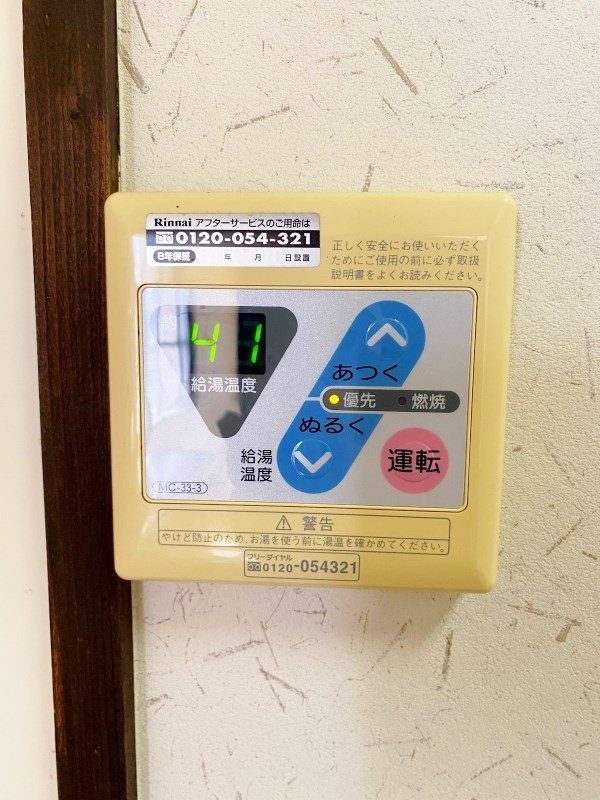 Rinnai アフターサービスのご用命は
0120-054-321
6年保証 年 月 日設置
正しく安全にお使いいただく
ためにご使用の前に必ず取扱
説明書をよくお読みください。
約 41
給湯温度
あつく
優先 燃焼
ぬるく
給湯
温度
運転
MC-33-3
警告
やけど防止のため、お湯を使う前に湯温を確かめてください。
フリーダイヤル
0120-054321